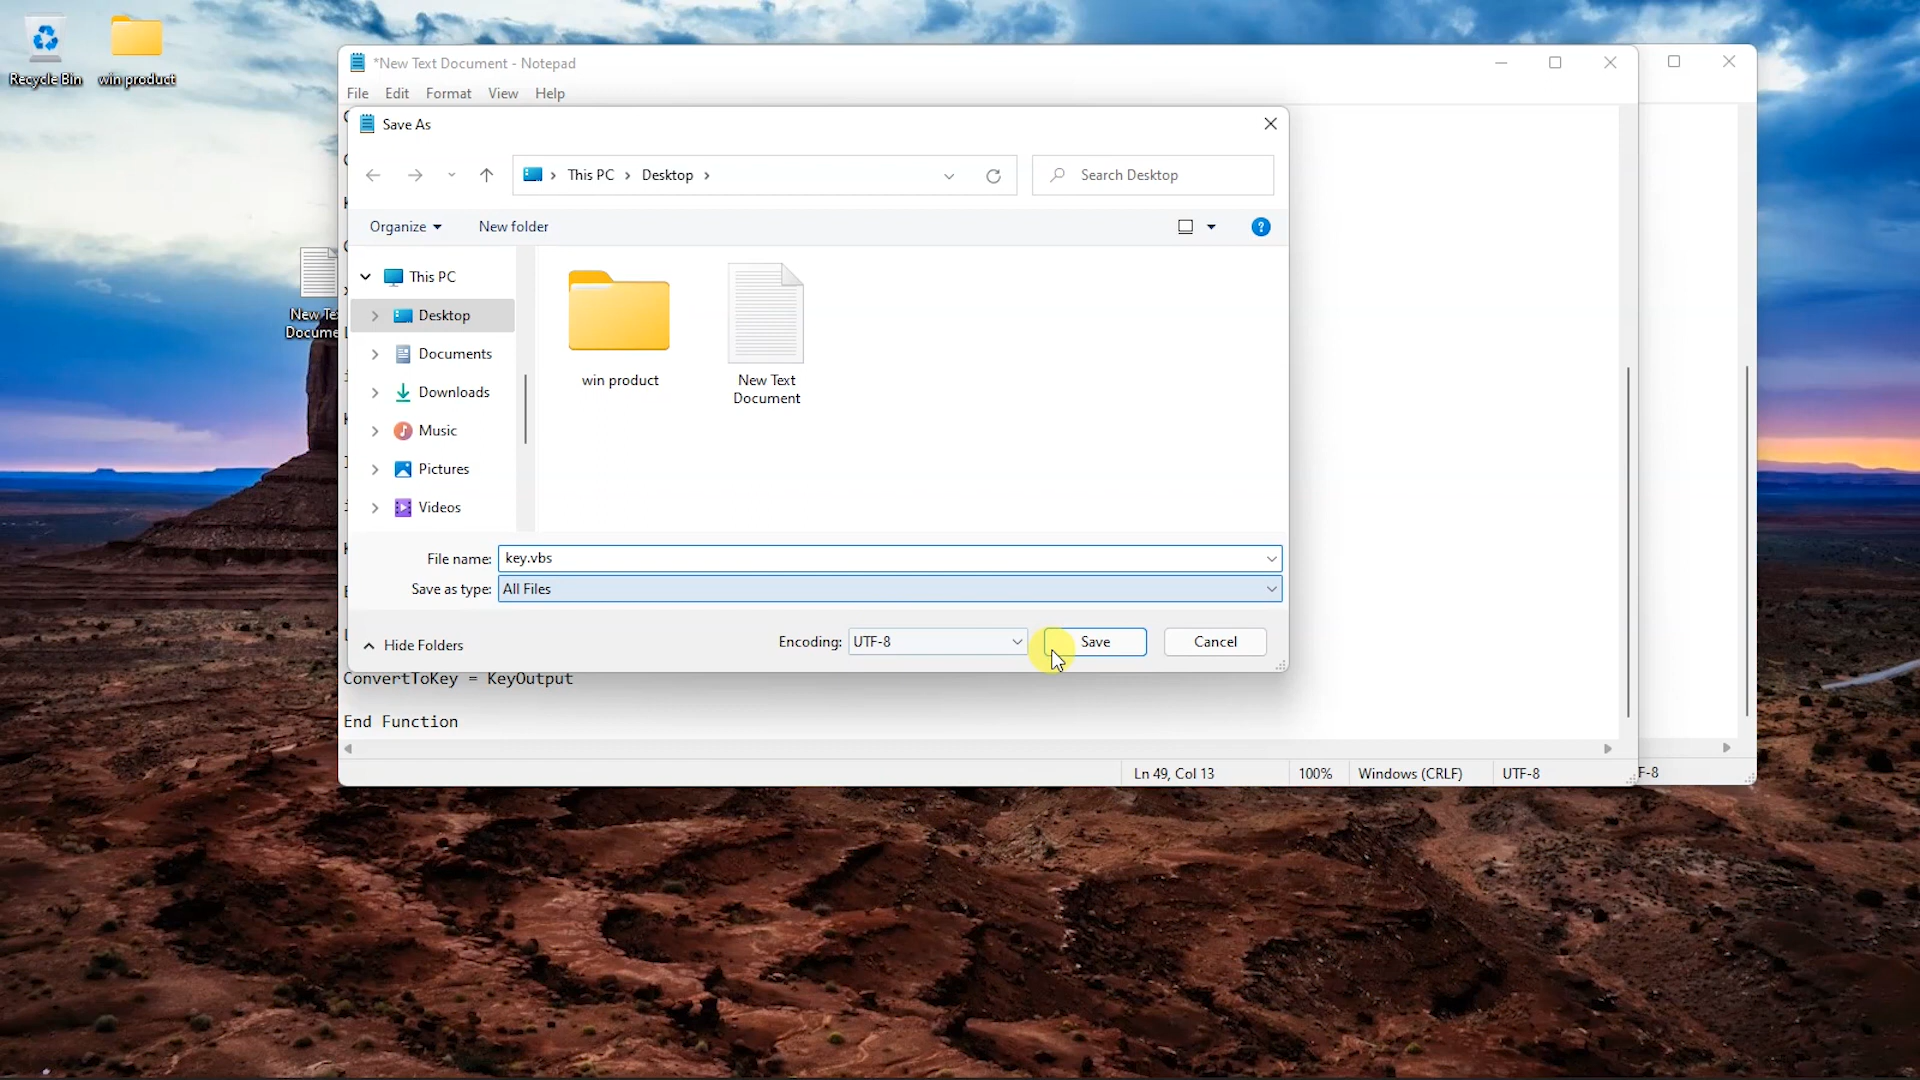 Recycle Bin
win product
*New Text Document - Notepad
File Edit Format View Help
Save As
This PC > Desktop >
Search Desktop
Organize
New folder
This PC
Desktop
Documents
Downloads
Music
Pictures
Videos
win product
New Text
Document
New Te
Docume
File name: key.vbs
Save as type: All Files
Hide Folders
Encoding: UTF-8
Save
Cancel
ConvertToKey = KeyOutput
End Function
Ln 49, Col 13
100%
Windows (CRLF)
UTF-8
F-8